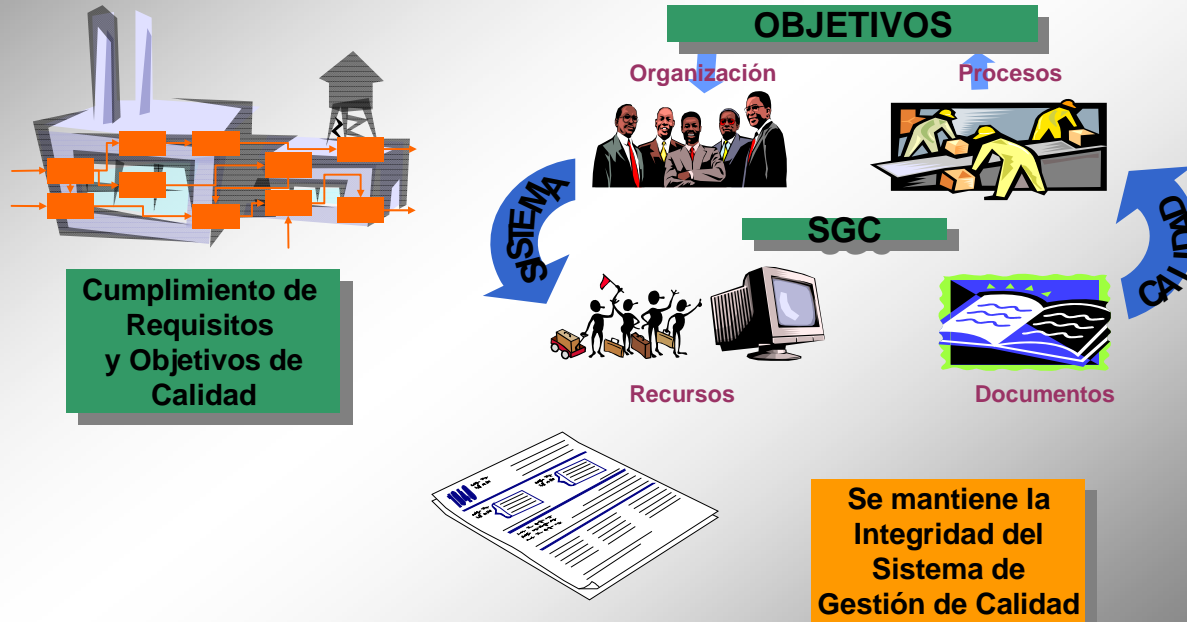 OBJETIVOS
Organización
Procesos
SISTEMA
CALIDAD
SGC
Recursos
Documentos
Cumplimiento de
Requisitos
y Objetivos de
Calidad
1040
Se mantiene la
Integridad del
Sistema de
Gestión de Calidad